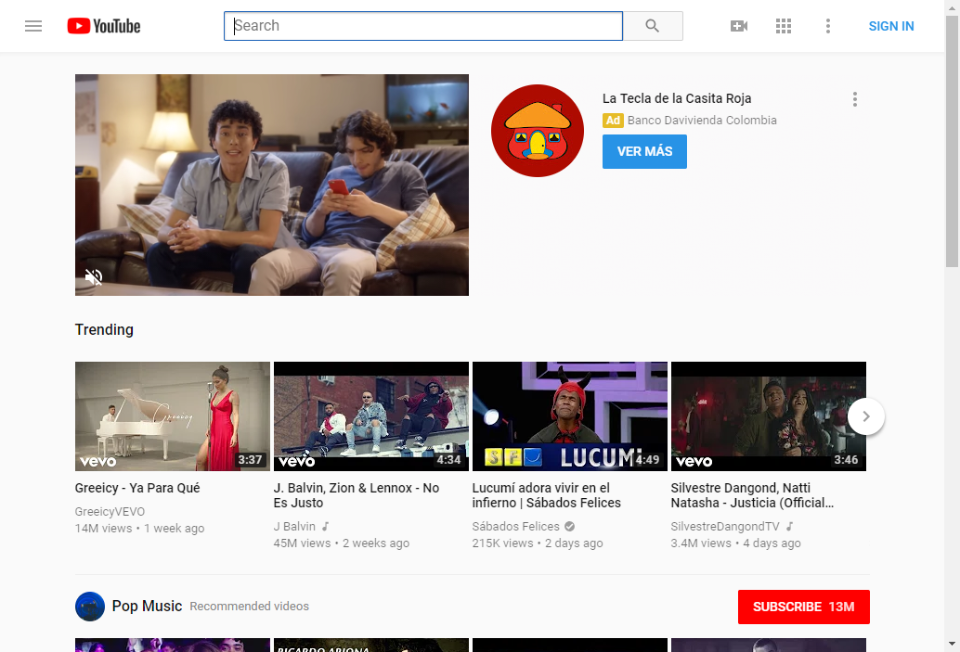 YouTube
Search
SIGN IN
La Tecla de la Casita Roja
Ad Banco Davivienda Colombia
VER MÁS
Trending
Greeicy
vevo
3:37
vevo
4:34
SFC
LUCUMÍ
4:49
vevo
3:46
Greeicy - Ya Para Qué
GreeicyVEVO
14M views • 1 week ago
J. Balvin, Zion & Lennox - No
Es Justo
J Balvin
45M views • 2 weeks ago
Lucumí adora vivir en el
infierno | Sábados Felices
Sábados Felices
215K views • 2 days ago
Silvestre Dangond, Natti
Natasha - Justicia (Official...
SilvestreDangondTV
3.4M views • 4 days ago
Pop Music Recommended videos
SUBSCRIBE 13M
RICARDO ARJONA